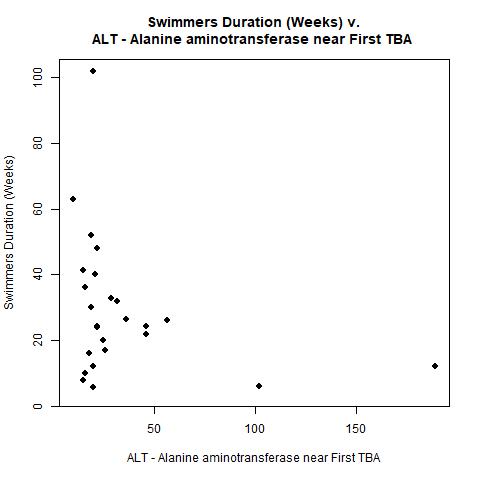 Swimmers Duration (Weeks) v.
ALT - Alanine aminotransferase near First TBA
Swimmers Duration (Weeks)
100
80
60
40
20
0
50
100
150
ALT - Alanine aminotransferase near First TBA